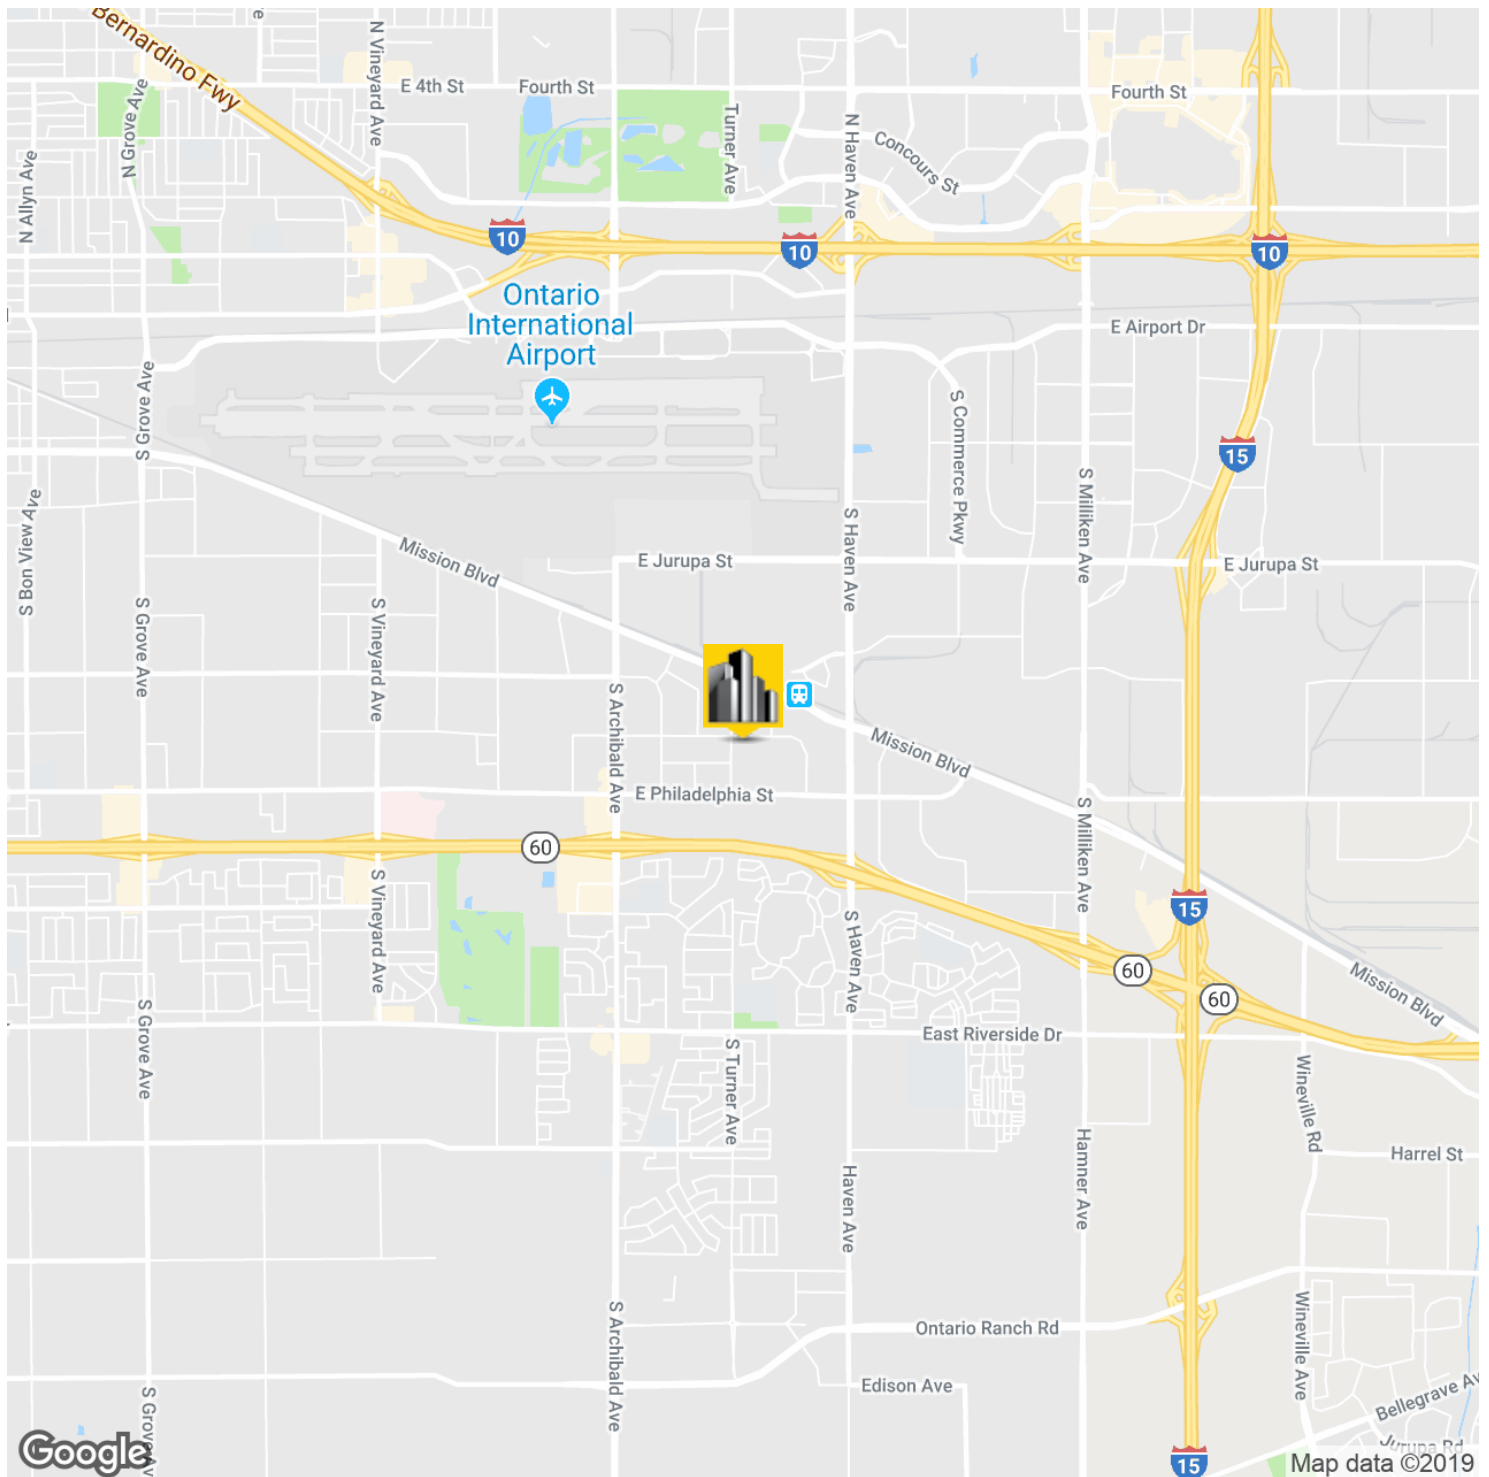 Bernardino Fwy
N Vineyard Ave
E 4th St
Fourth St
Fourth St
N Grove Ave
Turner Ave
N Haven Ave
Concours St
N Allyn Ave
10
10
10
Ontario
International
Airport
E Airport Dr
S Grove Ave
S Commerce Pkwy
15
S Bon View Ave
S Milliken Ave
S Haven Ave
Mission Blvd
E Jurupa St
E Jurupa St
S Grove Ave
S Vineyard Ave
S Archibald Ave
Mission Blvd
E Philadelphia St
S Milliken Ave
60
S Vineyard Ave
15
S Haven Ave
60
60
Mission Blvd
S Grove Ave
East Riverside Dr
S Turner Ave
Wineville Rd
Hamner Ave
Harrel St
Haven Ave
S Archibald Ave
Ontario Ranch Rd
Wineville Ave
Edison Ave
S Grove Av
Bellegrave Av
Jurupa Rd
Google
15
Map data ©2019